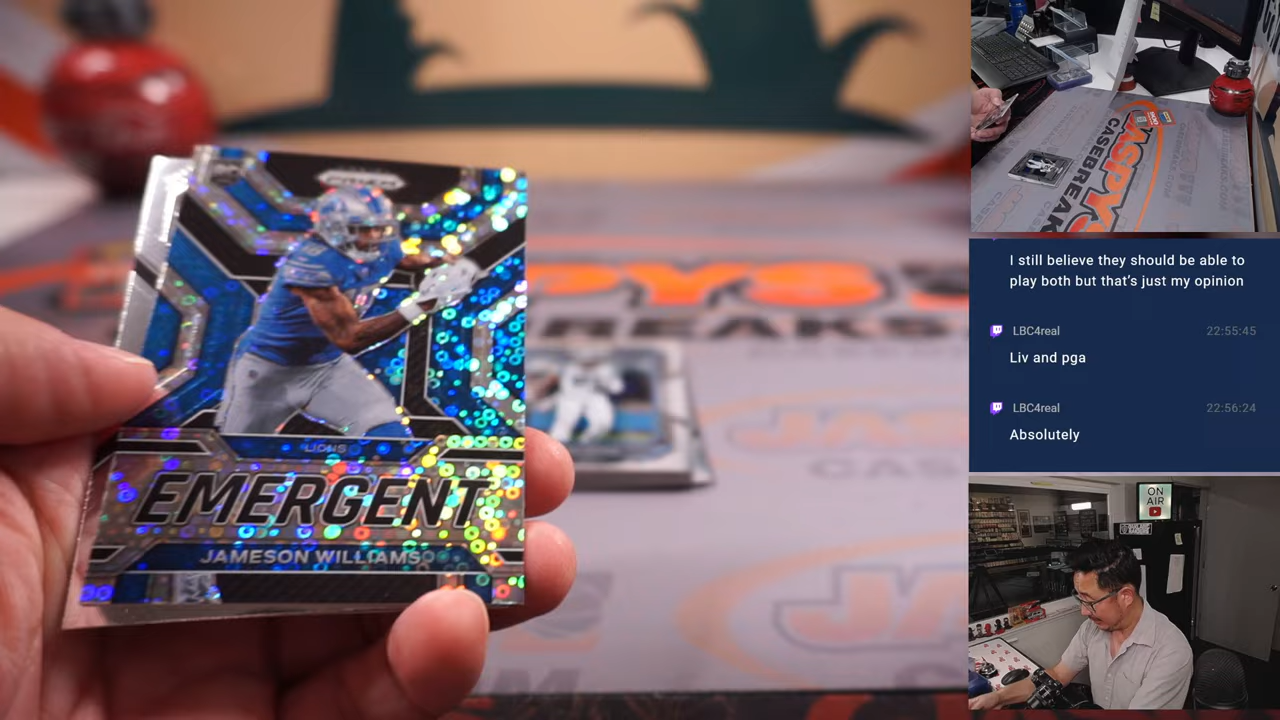 PRIZM
LIONS
EMERGENT
JAMESON WILLIAMS
JASPYS
CASEBREAKS
I still believe they should be able to
play both but that's just my opinion
LBC4real 22:55:45
Liv and pga
LBC4real 22:56:24
Absolutely
ON
AIR